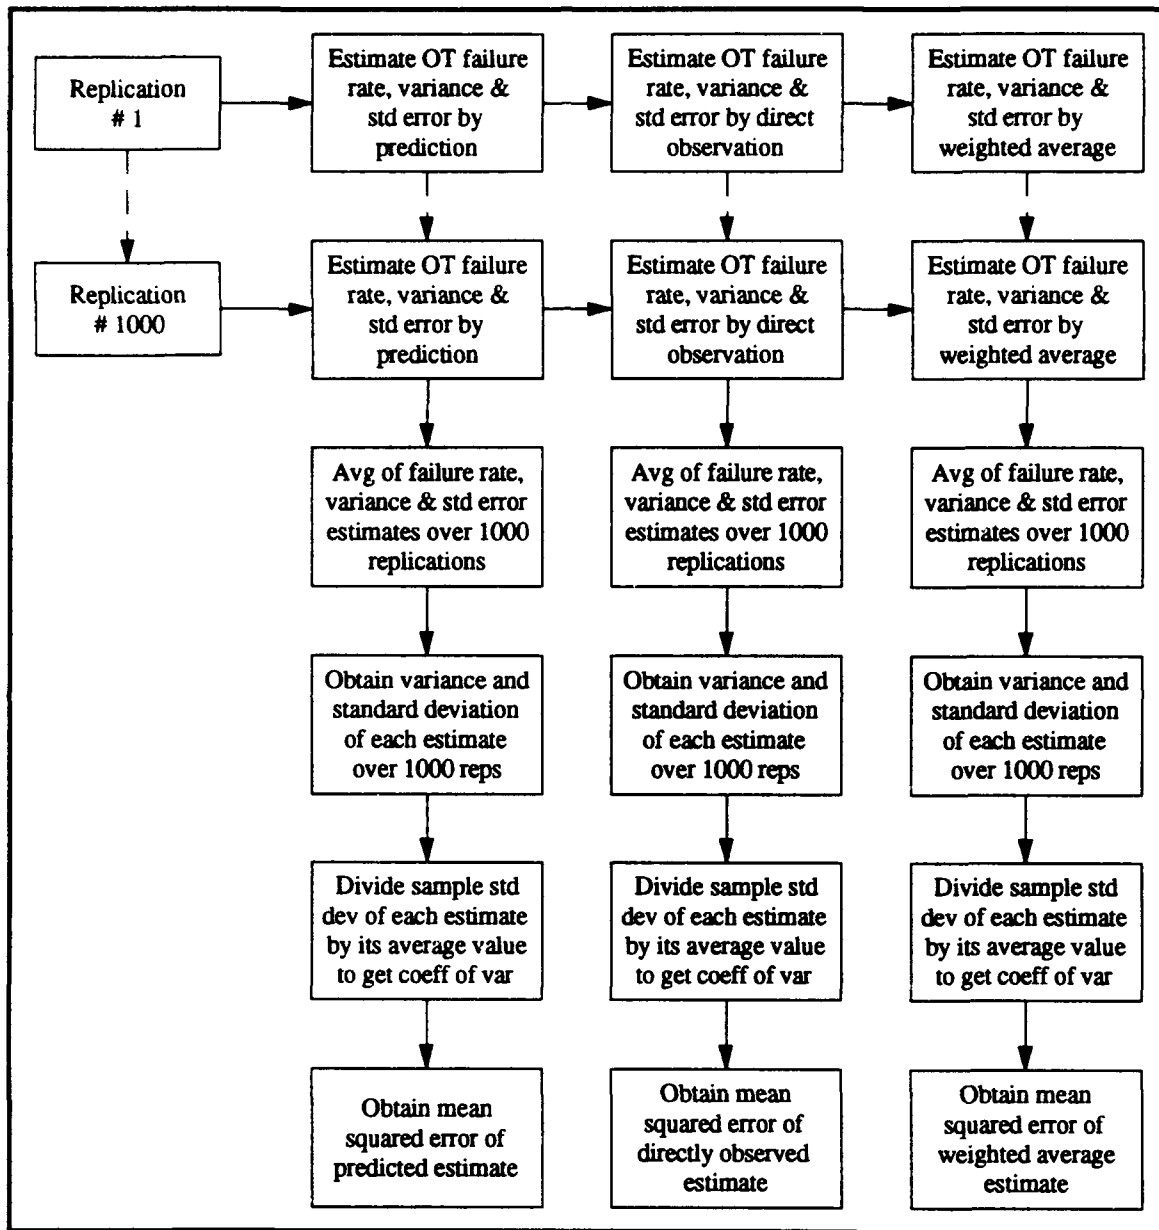 Replication
# 1
Estimate OT failure
rate, variance &
std error by
prediction
Estimate OT failure
rate, variance &
std error by direct
observation
Estimate OT failure
rate, variance &
std error by
weighted average
Replication
# 1000
Estimate OT failure
rate, variance &
std error by
prediction
Estimate OT failure
rate, variance &
std error by direct
observation
Estimate OT failure
rate, variance &
std error by
weighted average
Avg of failure rate,
variance & std error
estimates over 1000
replications
Avg of failure rate,
variance & std error
estimates over 1000
replications
Avg of failure rate,
variance & std error
estimates over 1000
replications
Obtain variance and
standard deviation
of each estimate
over 1000 reps
Obtain variance and
standard deviation
of each estimate
over 1000 reps
Obtain variance and
standard deviation
of each estimate
over 1000 reps
Divide sample std
dev of each estimate
by its average value
to get coeff of var
Divide sample std
dev of each estimate
by its average value
to get coeff of var
Divide sample std
dev of each estimate
by its average value
to get coeff of var
Obtain mean
squared error of
predicted estimate
Obtain mean
squared error of
directly observed
estimate
Obtain mean
squared error of
weighted average
estimate